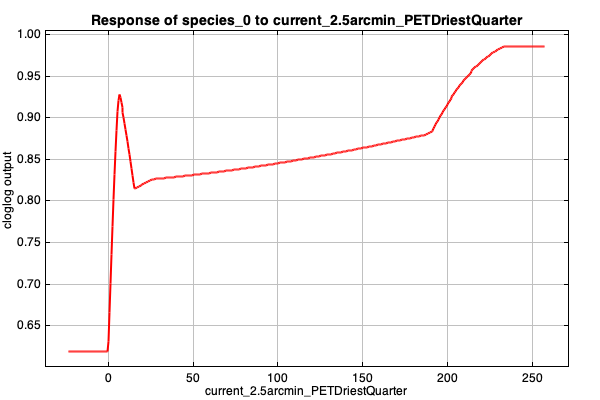 Response of species_0 to current_2.5arcmin_PETDriestQuarter
1.00
0.95
0.90
0.85
0.80
0.75
0.70
0.65
cloglog output
0 50 100 150 200 250
current_2.5arcmin_PETDriestQuarter